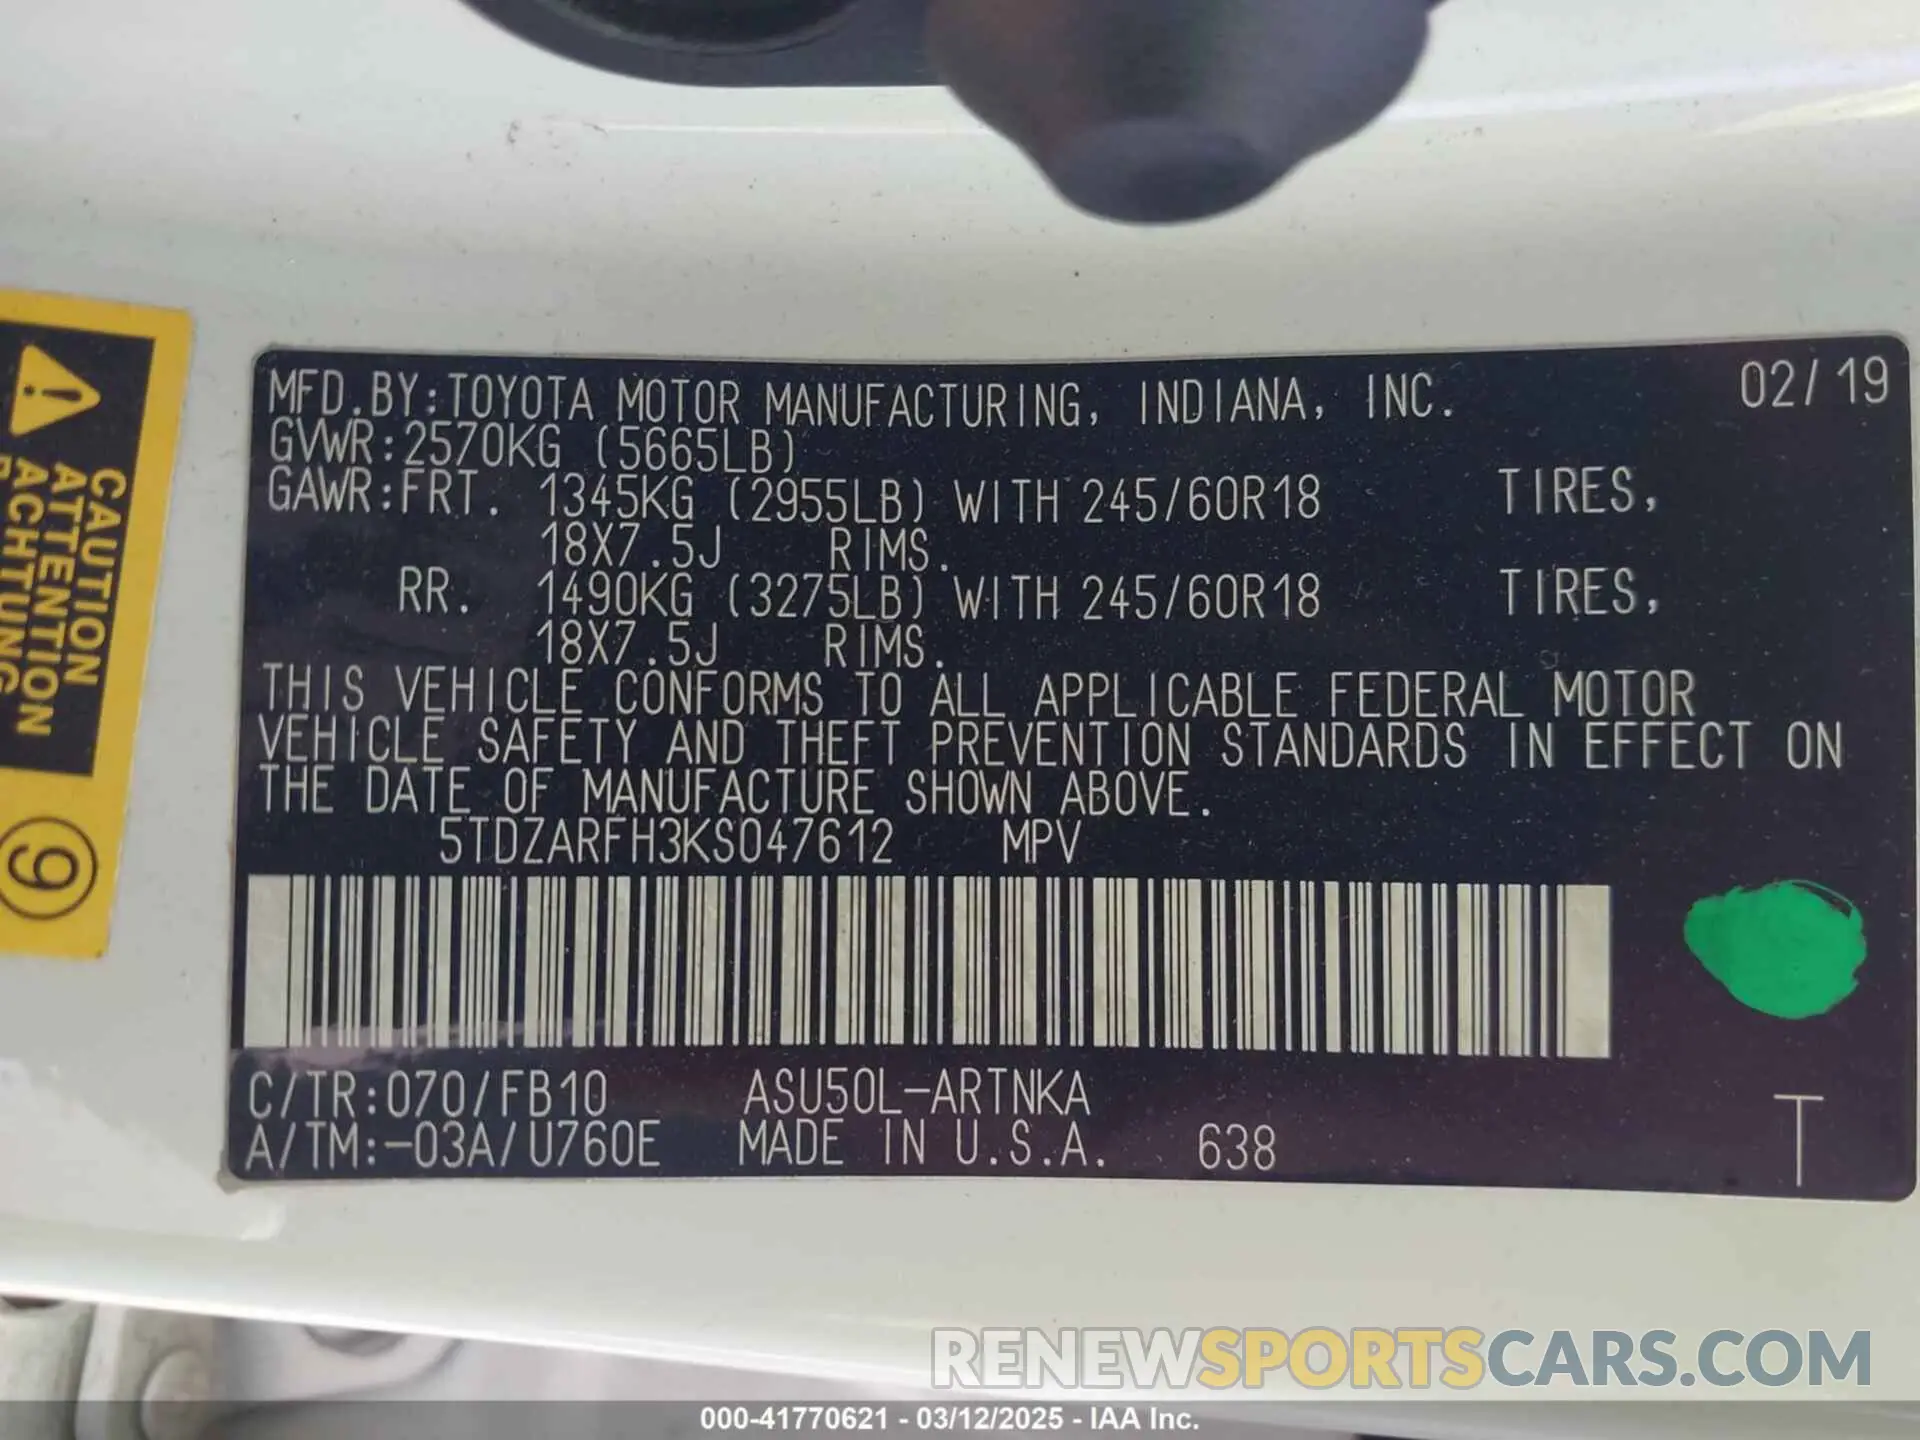 MFD.BY:TOYOTA MOTOR MANUFACTURING, INDIANA, INC. 02/19
GVWR:2570KG (5665LB)
GAWR:FRT. 1345KG (2955LB) WITH 245/60R18 TIRES,
18X7.5J RIMS.
RR. 1490KG (3275LB) WITH 245/60R18 TIRES,
18X7.5J RIMS.
THIS VEHICLE CONFORMS TO ALL APPLICABLE FEDERAL MOTOR
VEHICLE SAFETY AND THEFT PREVENTION STANDARDS IN EFFECT ON
THE DATE OF MANUFACTURE SHOWN ABOVE.
5TDZARFH3KS047612 MPV
C/TR:070/FB10 ASU50L-ARTNKA
A/TM:-03A/U760E MADE IN U.S.A. 638
T
CAUTION
ATTENTION
ACHTUNG
9
RENEWSPORTSCARS.COM
000-41770621 - 03/12/2025 - IAA Inc.